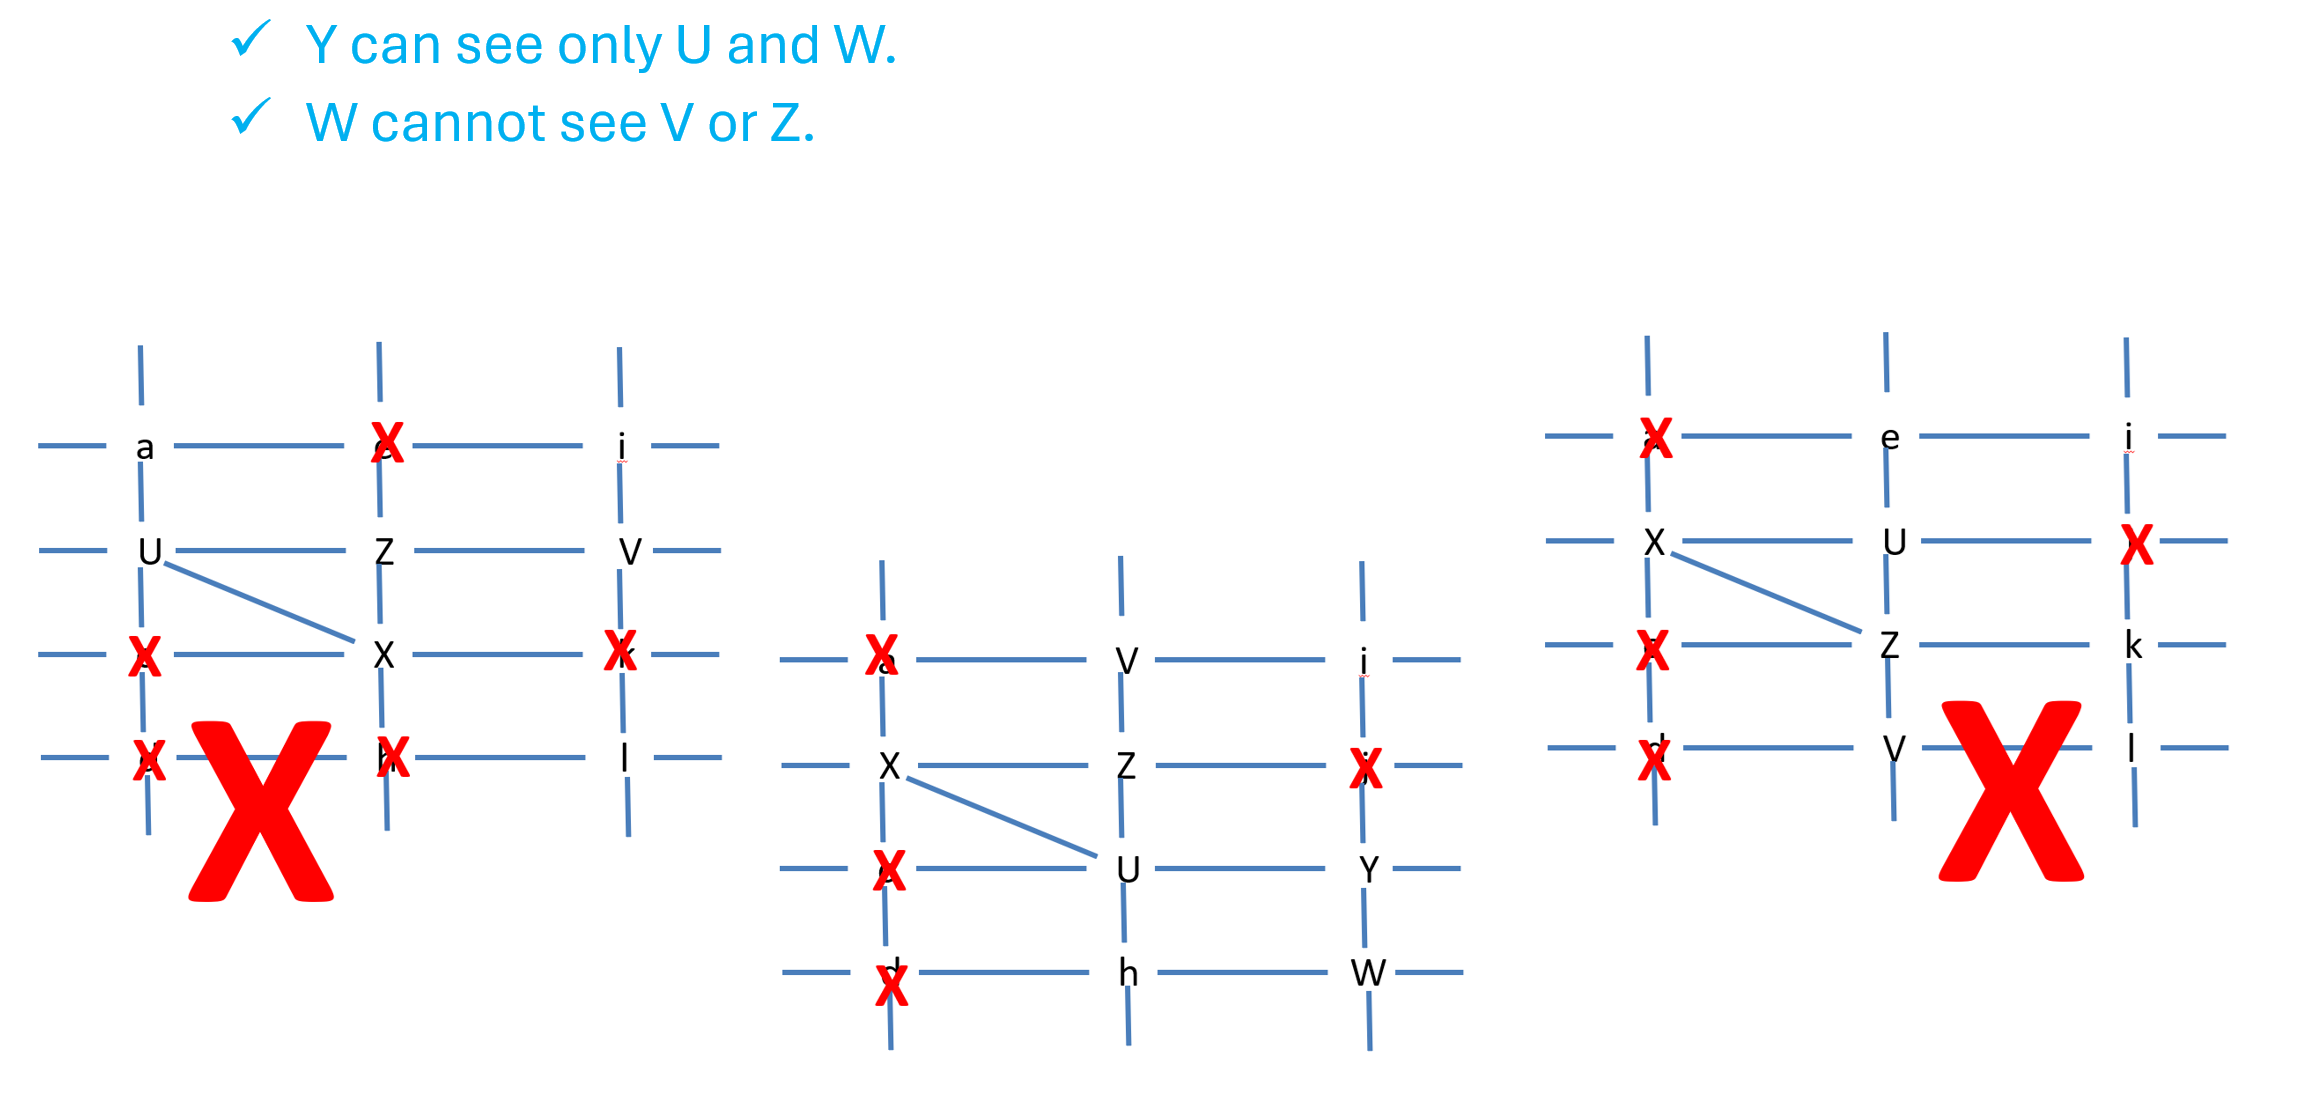 ✓ Y can see only U and W.
✓ W cannot see V or Z.
a X i
U Z V
X X X
X X l
X V i
X Z X
X U Y
X h W
X e i
X U X
X Z k
X V l